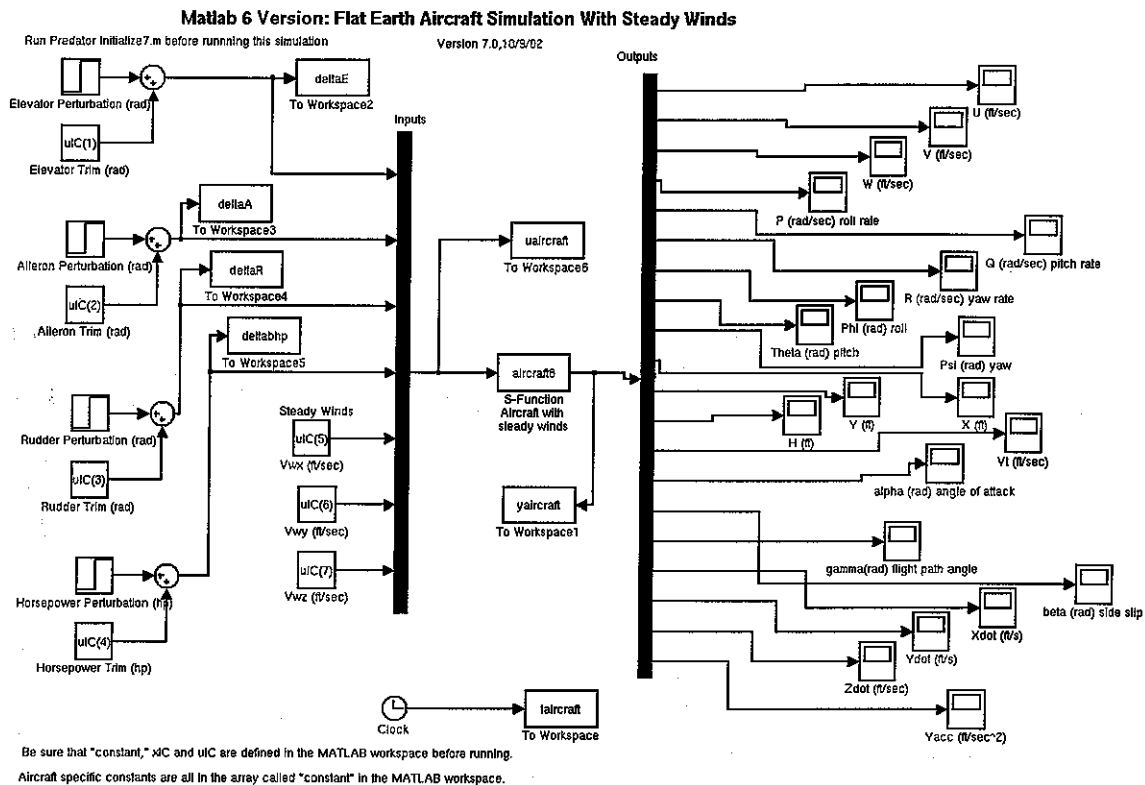 Matlab 6 Version: Flat Earth Aircraft Simulation With Steady Winds
Run Predator Initialize7.m before runnning this simulation
Version 7.0,10/9/02
Outputs
Inputs
Elevator Perturbation (rad)
deltaE
To Workspace2
uIC(1)
Elevator Trim (rad)
deltaA
To Workspace3
Aileron Perturbation (rad)
deltaR
To Workspace4
uIC(2)
Aileron Trim (rad)
deltabhp
To Workspace5
Rudder Perturbation (rad)
uIC(3)
Rudder Trim (rad)
Horsepower Perturbation (hp)
uIC(4)
Horsepower Trim (hp)
Steady Winds
uIC(5)
Vwx (ft/sec)
uIC(6)
Vwy (ft/sec)
uIC(7)
Vwz (ft/sec)
uaircraft
To Workspace6
aircraft6
S-Function
Aircraft with
steady winds
yaircraft
To Workspace1
Clock
taircraft
To Workspace
U (ft/sec)
V (ft/sec)
W (ft/sec)
P (rad/sec) roll rate
Q (rad/sec) pitch rate
R (rad/sec) yaw rate
Phi (rad) roll
Theta (rad) pitch
Psi (rad) yaw
X (ft)
Y (ft)
H (ft)
Vt (ft/sec)
alpha (rad) angle of attack
gamma(rad) flight path angle
beta (rad) side slip
Xdot (ft/s)
Ydot (ft/s)
Zdot (ft/sec)
Yacc (ft/sec^2)
Be sure that "constant," xIC and uIC are defined in the MATLAB workspace before running.
Aircraft specific constants are all in the array called "constant" in the MATLAB workspace.